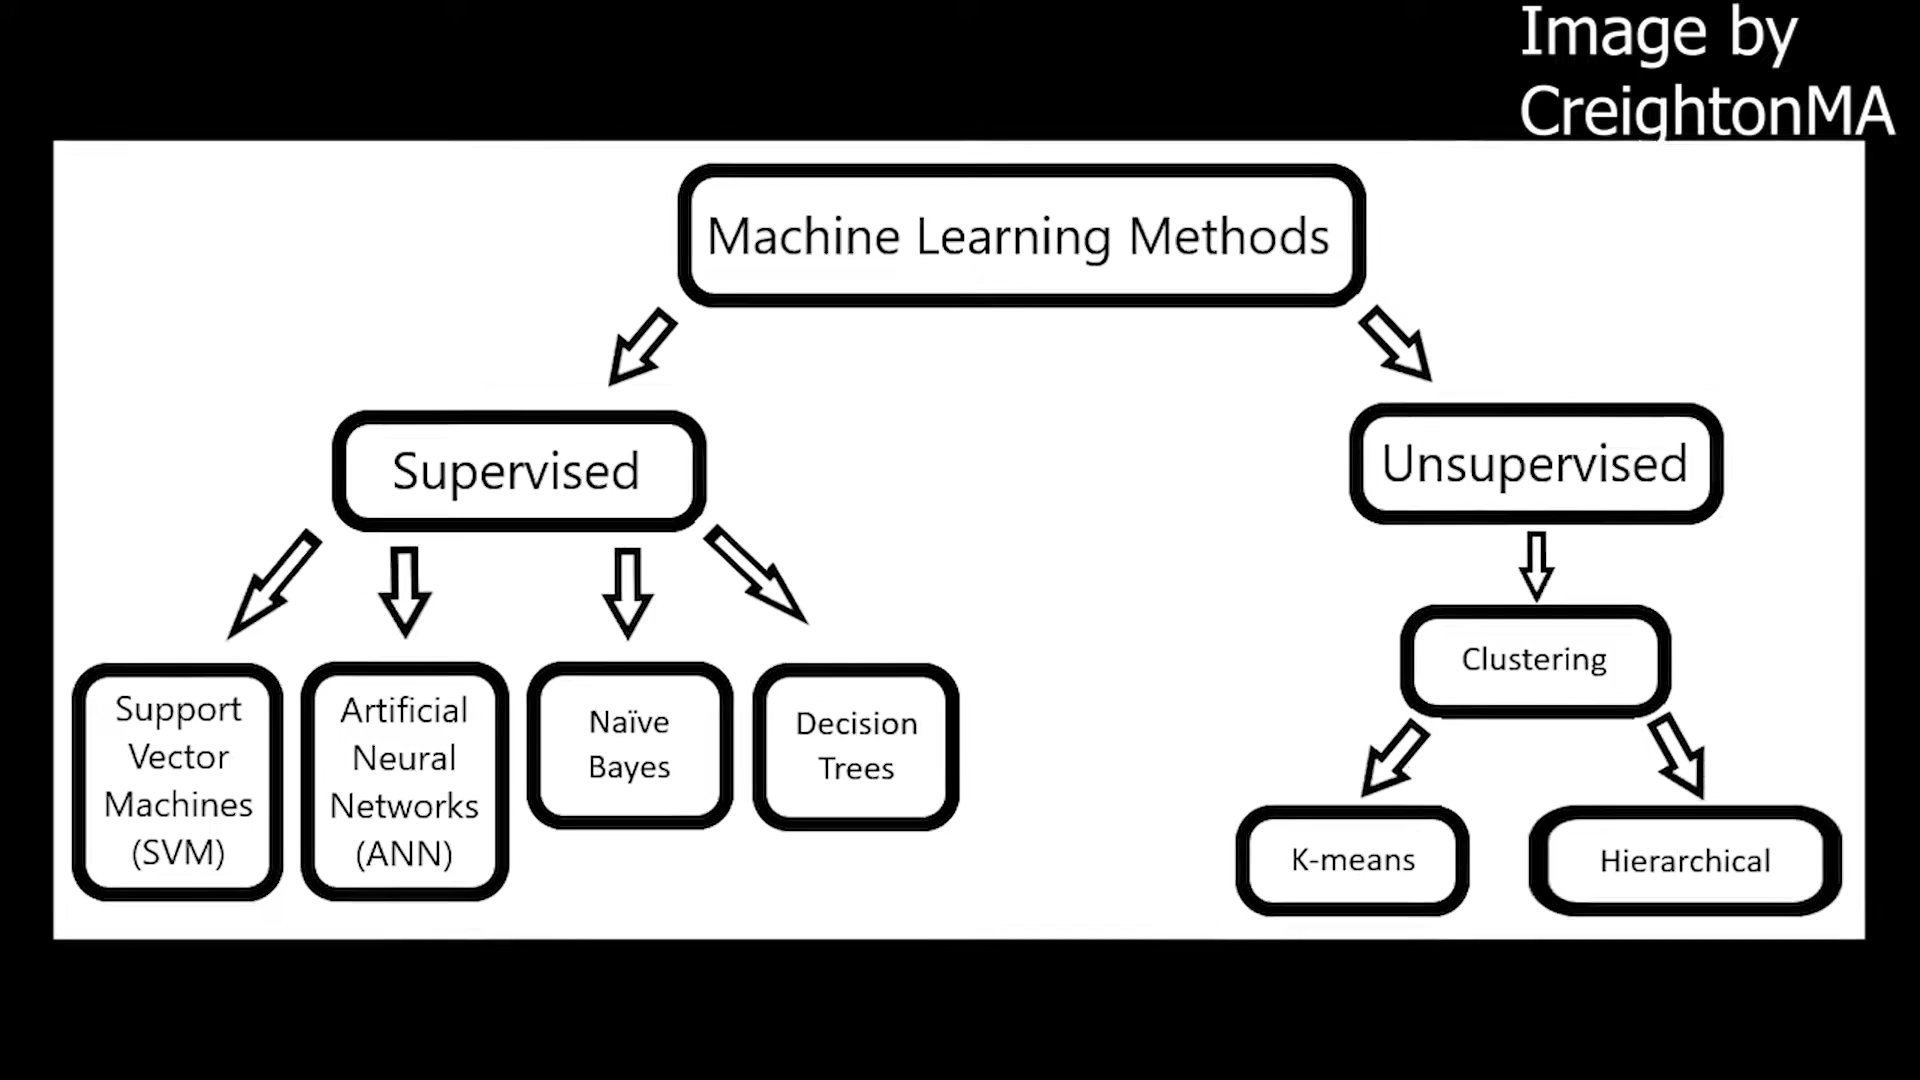 Image by
CreightonMA
Machine Learning Methods
Supervised
Unsupervised
Support
Vector
Machines
(SVM)
Artificial
Neural
Networks
(ANN)
Naïve
Bayes
Decision
Trees
Clustering
K-means
Hierarchical